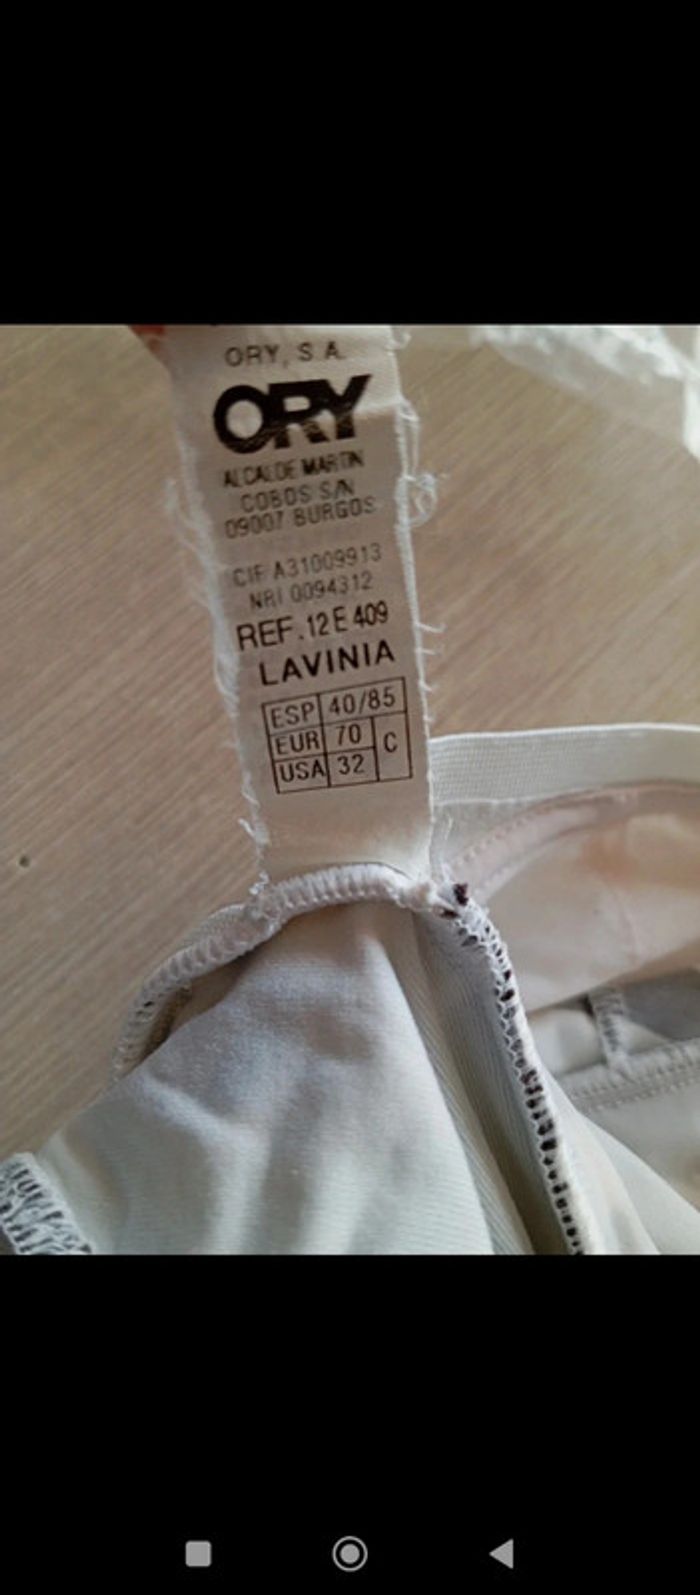 ORY, S.A.
ORY
ALCALDE MARTIN
COBOS S/N
09007 BURGOS
CIF A31009913
NRI 0094312
REF. 12 E 409
LAVINIA
ESP 40/85
EUR 70 C
USA 32